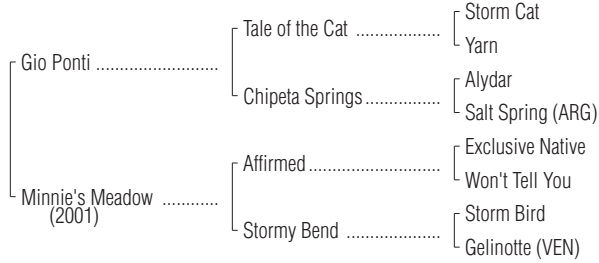 Storm Cat
Tale of the Cat ..................
Yarn
Gio Ponti ..........................
Alydar
Chipeta Springs................
Salt Spring (ARG)
Exclusive Native
Affirmed............................
Won't Tell You
Minnie's Meadow ............
(2001)
Storm Bird
Stormy Bend ....................
Gelinotte (VEN)